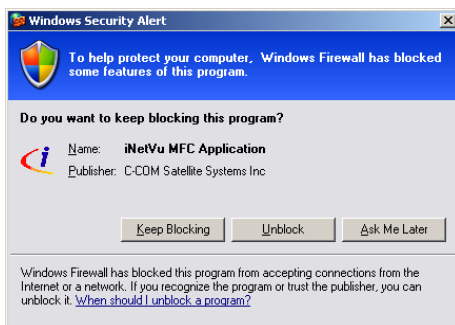 Windows Security Alert
To help protect your computer, Windows Firewall has blocked
some features of this program.
Do you want to keep blocking this program?
Name: iNetVu MFC Application
Publisher: C-COM Satellite Systems Inc
Keep Blocking Unblock Ask Me Later
Windows Firewall has blocked this program from accepting connections from the
Internet or a network. If you recognize the program or trust the publisher, you can
unblock it. When should I unblock a program?